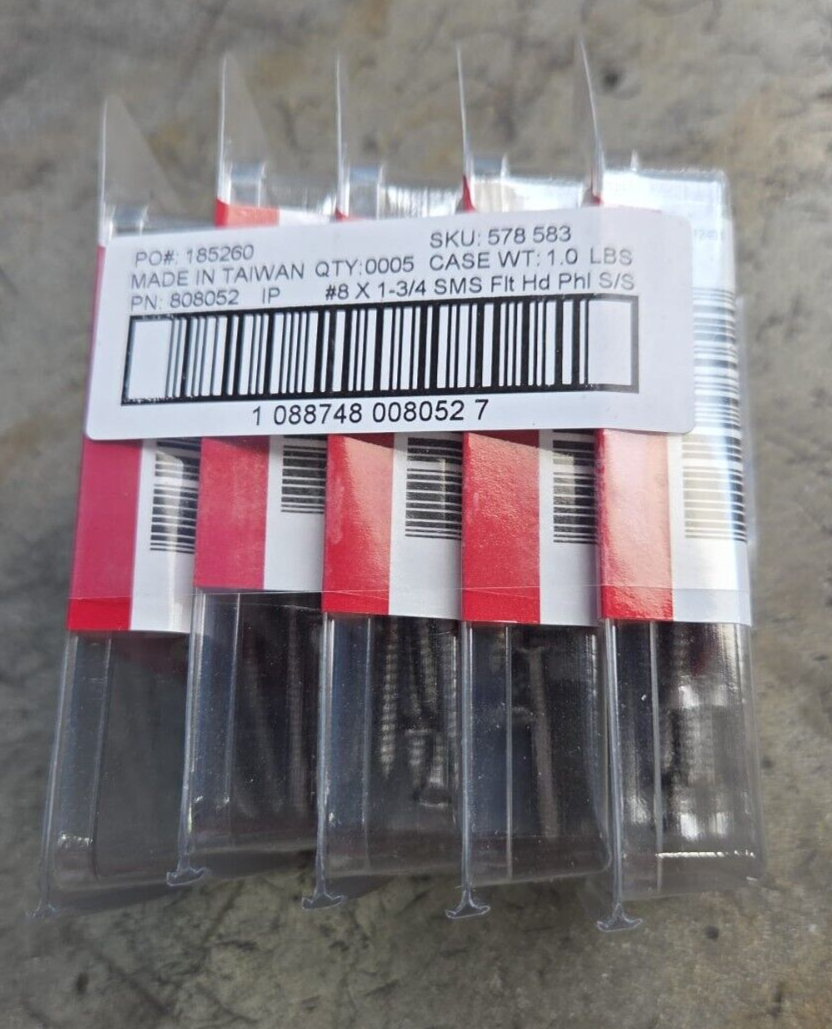 SKU: 578 583
PO#: 185260
MADE IN TAIWAN QTY:0005 CASE WT: 1.0 LBS
PN: 808052 IP #8 X 1-3/4 SMS Flt Hd Phl S/S
1 088748 008052 7